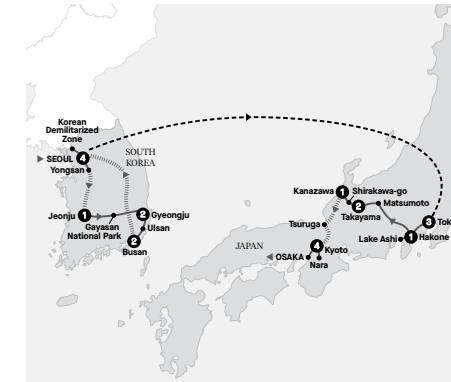 Korean
Demilitarized
Zone
SEOUL
4
Yongsan
SOUTH
KOREA
Jeonju
1
Gayasan
National Park
2
Gyeongju
Ulsan
2
Busan
Kanazawa
1
Shirakawa-go
Matsumoto
2
Takayama
3
Tok
Tsuruga
Lake Ashi
1
Hakone
JAPAN
4
Kyoto
OSAKA
Nara